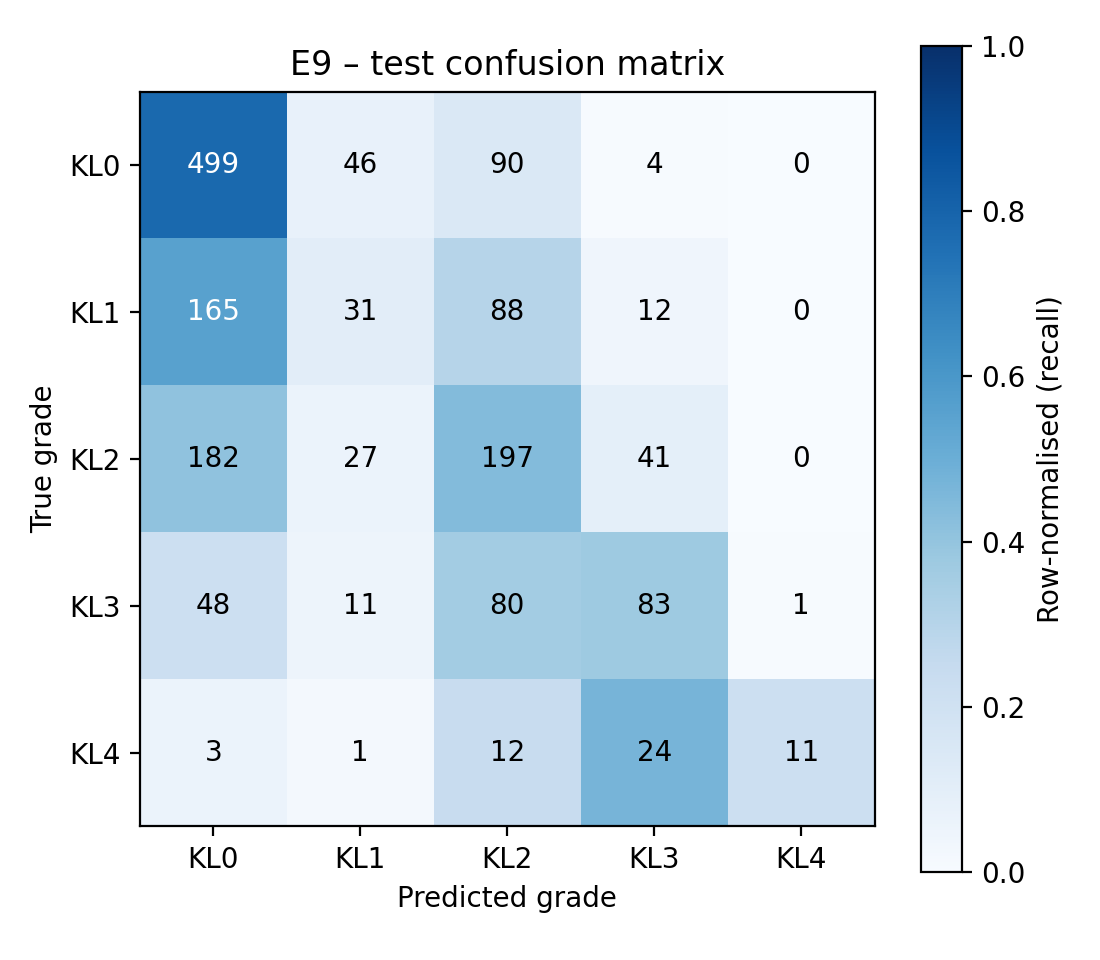 E9 – test confusion matrix
1.0
KL0 499 46 90 4 0
0.8
KL1 165 31 88 12 0
0.6
Row-normalised (recall)
True grade
KL2 182 27 197 41 0
0.4
KL3 48 11 80 83 1
0.2
KL4 3 1 12 24 11
0.0
KL0 KL1 KL2 KL3 KL4
Predicted grade